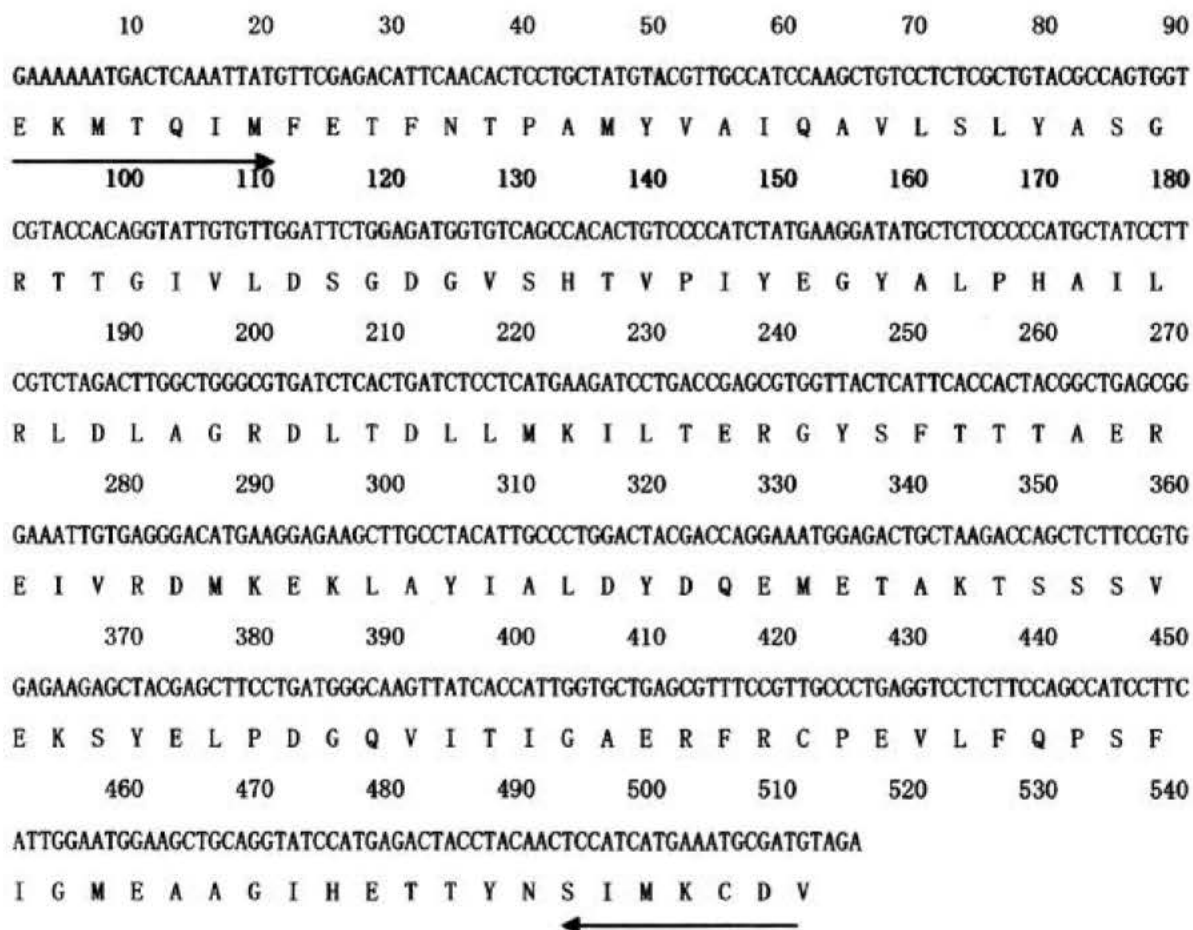 10 20 30 40 50 60 70 80 90
GAAAAAATGACTCAAATTATGTTCGAGACATTCAACACTCCTGCTATGTACGTTGCCATCCAAGCTGTCCTCTCGCTGTACGCCAGTGGT
E K M T Q I M F E T F N T P A M Y V A I Q A V L S L Y A S G
100 110 120 130 140 150 160 170 180
CGTACCACAGGTATTGTGTTGGATTCTGGAGATGGTGTCAGCCACACTGTCCCCATCTATGAAGGATATGCTCTCCCCCATGCTATCCTT
R T T G I V L D S G D G V S H T V P I Y E G Y A L P H A I L
190 200 210 220 230 240 250 260 270
CGTCTAGACTTGGCTGGGCGTGATCTCACTGATCTCCTCATGAAGATCCTGACCGAGCGTGGTTACTCATTCACCACTACGGCTGAGCGG
R L D L A G R D L T D L L M K I L T E R G Y S F T T T A E R
280 290 300 310 320 330 340 350 360
GAAATTGTGAGGGACATGAAGGAGAAGCTTGCCTACATTGCCCTGGACTACGACCAGGAAATGGAGACTGCTAAGACCAGCTCTTCCGTG
E I V R D M K E K L A Y I A L D Y D Q E M E T A K T S S S V
370 380 390 400 410 420 430 440 450
GAGAAGAGCTACGAGCTTCCTGATGGGCAAGTTATCACCATTGGTGCTGAGCGTTTCCGTTGCCCTGAGGTCCTCTTCCAGCCATCCTTC
E K S Y E L P D G Q V I T I G A E R F R C P E V L F Q P S F
460 470 480 490 500 510 520 530 540
ATTGGAATGGAAGCTGCAGGTATCCATGAGACTACCTACAACTCCATCATGAAATGCGATGTAGA
I G M E A A G I H E T T Y N S I M K C D V